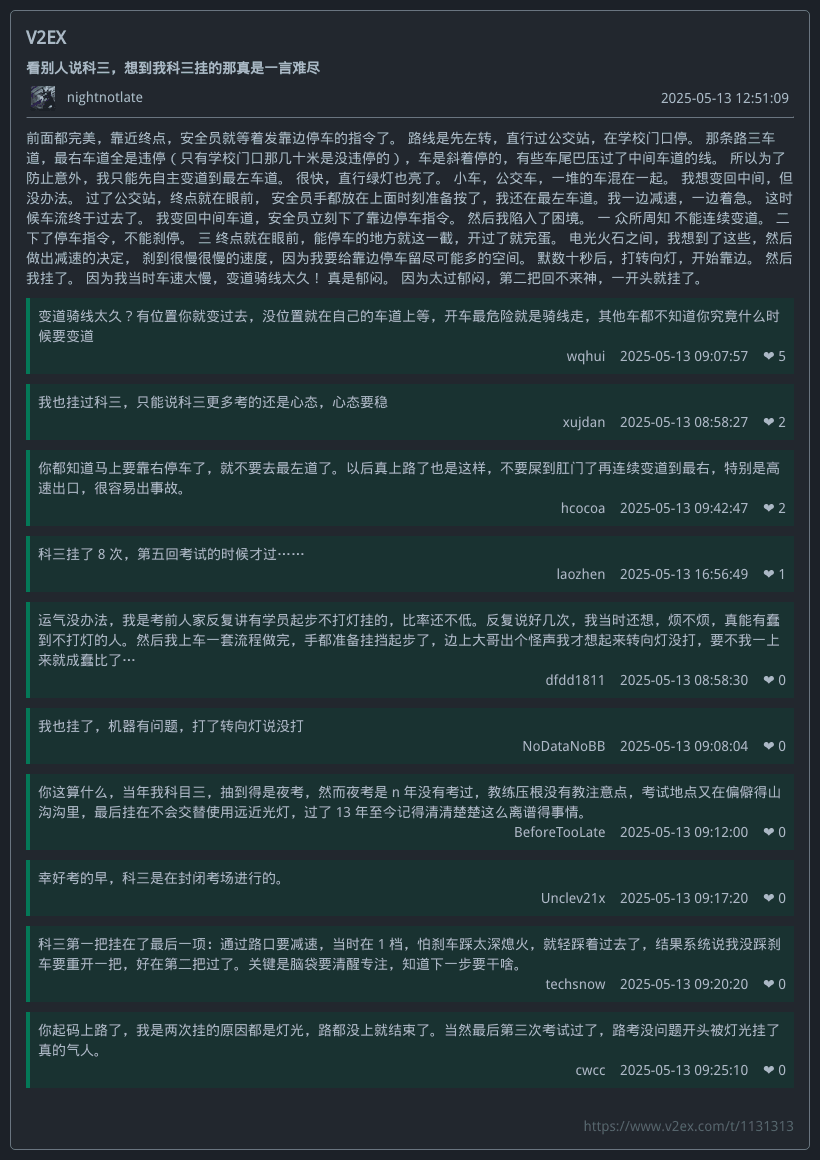 V2EX
看别人说科三，想到我科三挂的那真是一言难尽
nightnotlate 2025-05-13 12:51:09
前面都完美，靠近终点，安全员就等着发靠边停车的指令了。 路线是先左转，直行过公交站，在学校门口停。 那条路三车
道，最右车道全是违停（只有学校门口那几十米是没违停的），车是斜着停的，有些车尾巴压过了中间车道的线。 所以为了
防止意外，我只能先自主变道到最左车道。 很快，直行绿灯也亮了。 小车，公交车，一堆的车混在一起。 我想变回中间，但
没办法。 过了公交站，终点就在眼前， 安全员手都放在上面时刻准备按了，我还在最左车道。我一边减速，一边着急。 这时
候车流终于过去了。 我变回中间车道，安全员立刻下了靠边停车指令。 然后我陷入了困境。 一 众所周知 不能连续变道。 二
下了停车指令，不能刹停。 三 终点就在眼前，能停车的地方就这一截，开过了就完蛋。 电光火石之间，我想到了这些，然后
做出减速的决定， 刹到很慢很慢的速度，因为我要给靠边停车留尽可能多的空间。 默数十秒后，打转向灯，开始靠边。 然后
我挂了。 因为我当时车速太慢，变道骑线太久！ 真是郁闷。 因为太过郁闷，第二把回不来神，一开头就挂了。
变道骑线太久？有位置你就变过去，没位置就在自己的车道上等，开车最危险就是骑线走，其他车都不知道你究竟什么时
候要变道
wqhui 2025-05-13 09:07:57 ❤ 5
我也挂过科三，只能说科三更多考的还是心态，心态要稳
xujdan 2025-05-13 08:58:27 ❤ 2
你都知道马上要靠右停车了，就不要去最左道了。以后真上路了也是这样，不要屎到肛门了再连续变道到最右，特别是高
速出口，很容易出事故。
hcocoa 2025-05-13 09:42:47 ❤ 2
科三挂了 8 次，第五回考试的时候才过……
laozhen 2025-05-13 16:56:49 ❤ 1
运气没办法，我是考前人家反复讲有学员起步不打灯挂的，比率还不低。反复说好几次，我当时还想，烦不烦，真能有蠢
到不打灯的人。然后我上车一套流程做完，手都准备挂挡起步了，边上大哥出个怪声我才想起来转向灯没打，要不我一上
来就成蠢比了…
dfdd1811 2025-05-13 08:58:30 ❤ 0
我也挂了，机器有问题，打了转向灯说没打
NoDataNoBB 2025-05-13 09:08:04 ❤ 0
你这算什么，当年我科目三，抽到得是夜考，然而夜考是 n 年没有考过，教练压根没有教注意点，考试地点又在偏僻得山
沟沟里，最后挂在不会交替使用远近光灯，过了 13 年至今记得清清楚楚这么离谱得事情。
BeforeTooLate 2025-05-13 09:12:00 ❤ 0
幸好考的早，科三是在封闭考场进行的。
Unclev21x 2025-05-13 09:17:20 ❤ 0
科三第一把挂在了最后一项：通过路口要减速，当时在 1 档，怕刹车踩太深熄火，就轻踩着过去了，结果系统说我没踩刹
车要重开一把，好在第二把过了。关键是脑袋要清醒专注，知道下一步要干啥。
techsnow 2025-05-13 09:20:20 ❤ 0
你起码上路了，我是两次挂的原因都是灯光，路都没上就结束了。当然最后第三次考试过了，路考没问题开头被灯光挂了
真的气人。
cwcc 2025-05-13 09:25:10 ❤ 0
https://www.v2ex.com/t/1131313